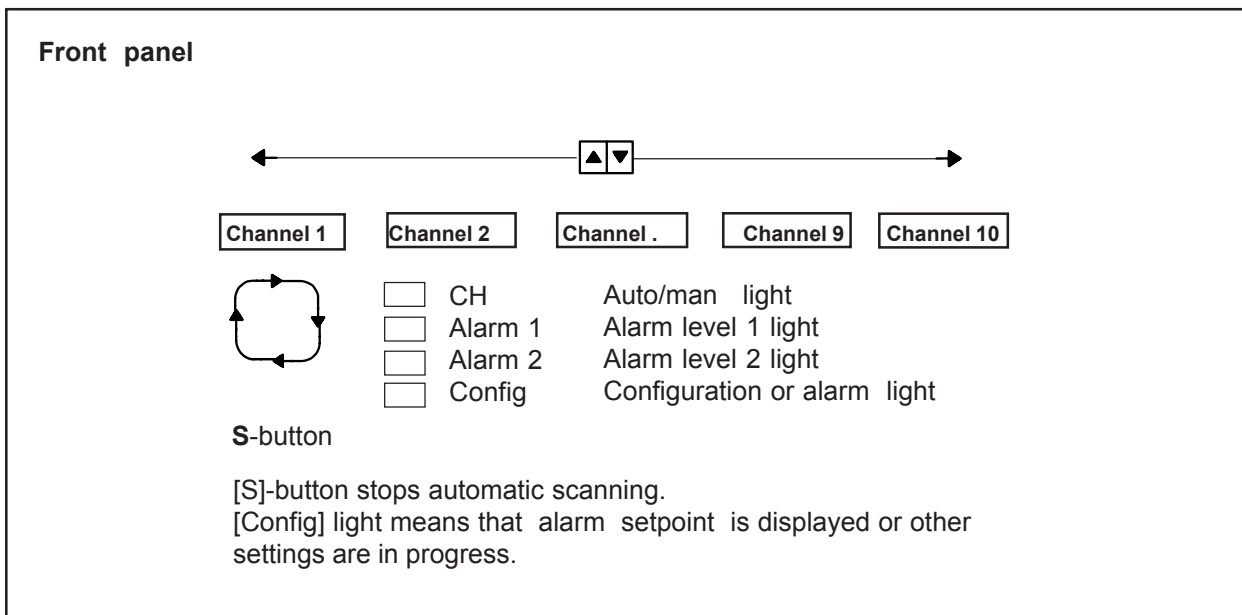 Front panel
▲ ▼
Channel 1 Channel 2 Channel . Channel 9 Channel 10
CH Auto/man light
Alarm 1 Alarm level 1 light
Alarm 2 Alarm level 2 light
Config Configuration or alarm light
S-button
[S]-button stops automatic scanning.
[Config] light means that alarm setpoint is displayed or other
settings are in progress.